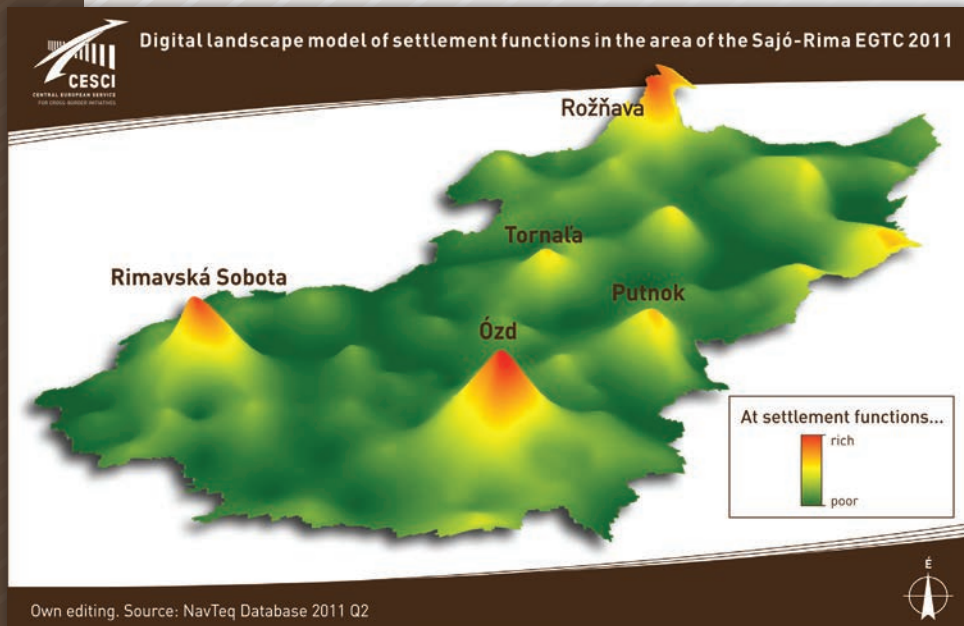 Digital landscape model of settlement functions in the area of the Sajó-Rima EGTC 2011
CESCI
CENTRAL EUROPEAN SERVICE
FOR CROSS-BORDER INITIATIVES
Rožňava
Tornaľa
Rimavská Sobota
Putnok
Ózd
At settlement functions...
rich
poor
É
Own editing. Source: NavTeq Database 2011 Q2